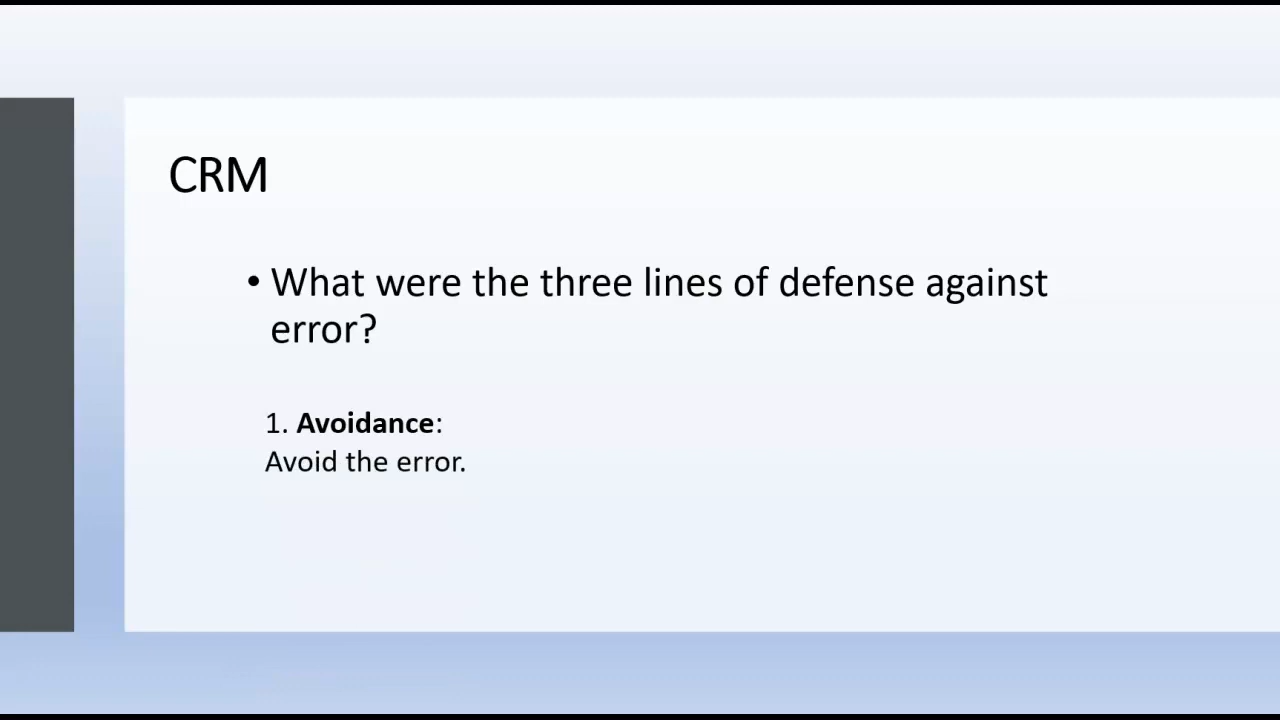 CRM
• What were the three lines of defense against
error?
1. Avoidance:
Avoid the error.